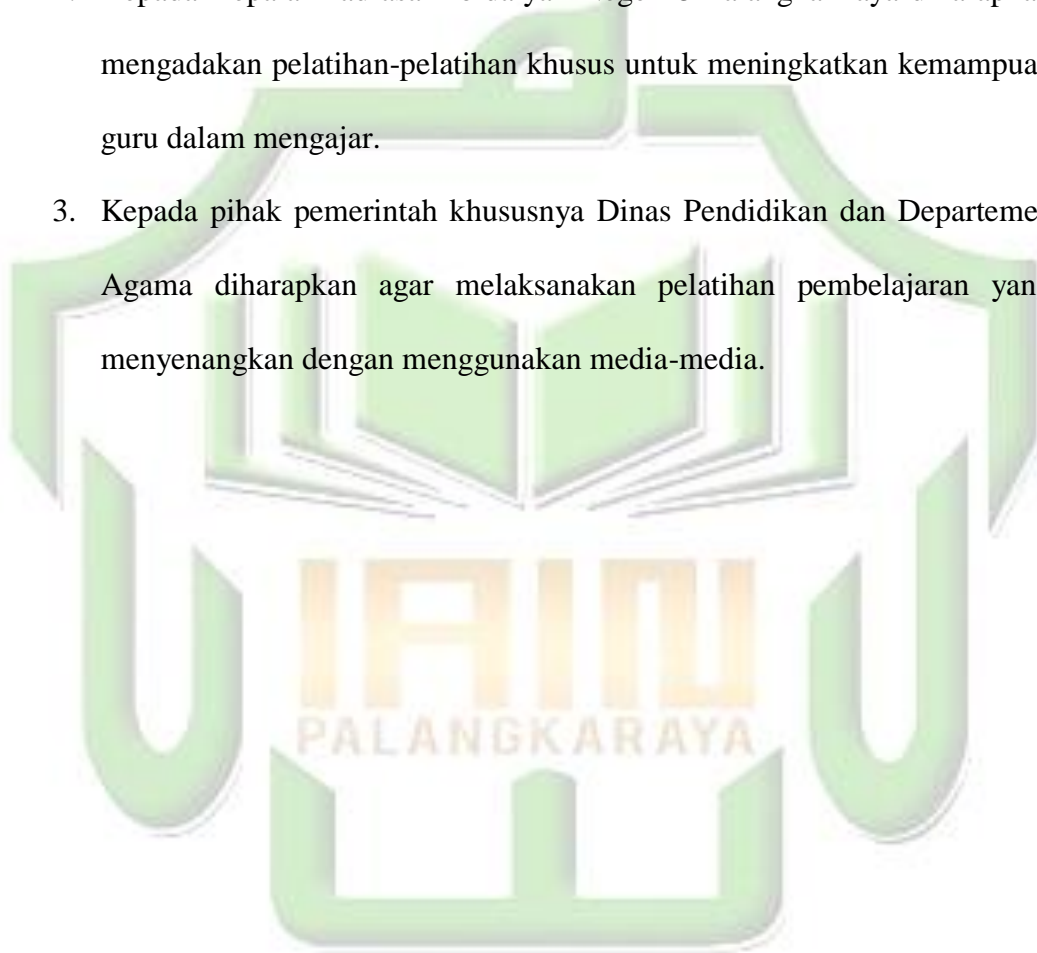 mengadakan pelatihan-pelatihan khusus untuk meningkatkan kemampua
guru dalam mengajar.
3. Kepada pihak pemerintah khususnya Dinas Pendidikan dan Departeme
Agama diharapkan agar melaksanakan pelatihan pembelajaran yan
menyenangkan dengan menggunakan media-media.
IAIN
PALANGKARAYA